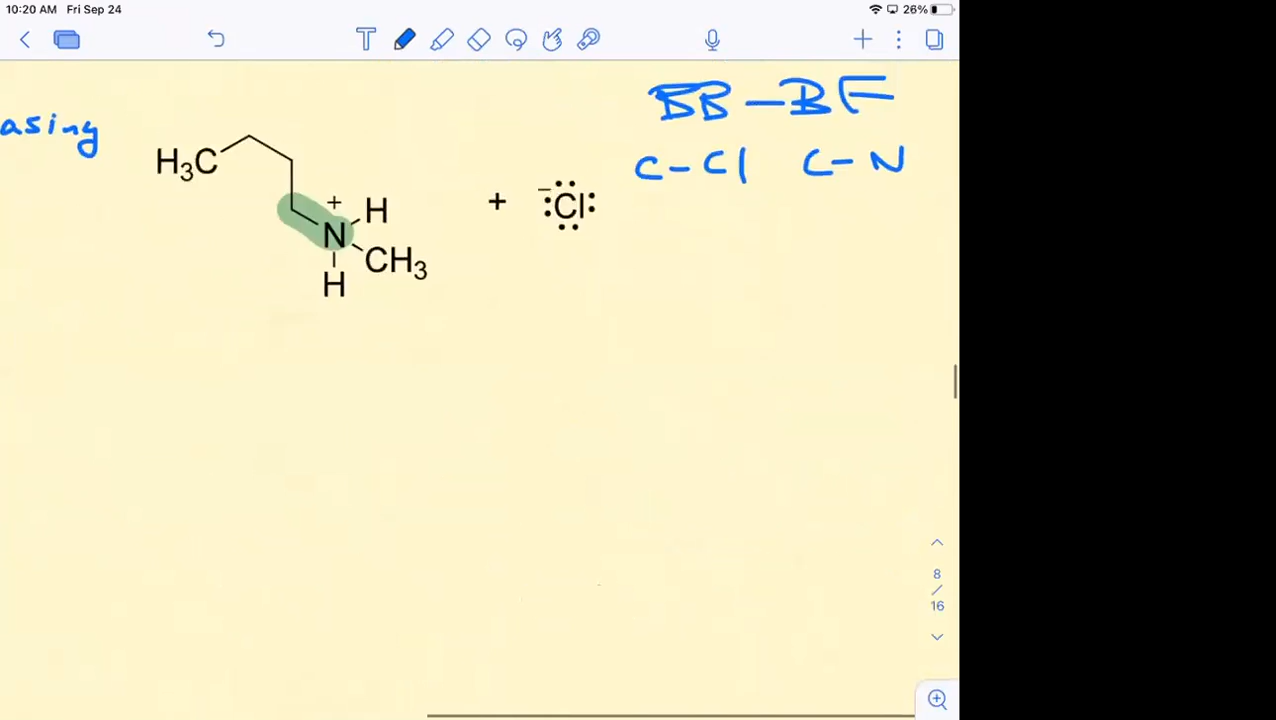 10:20 AM Fri Sep 24 26%
T
BB - BF
asing
C - Cl C - N
H3C
+ H
N + :Cl:
CH3
H
8
/
16